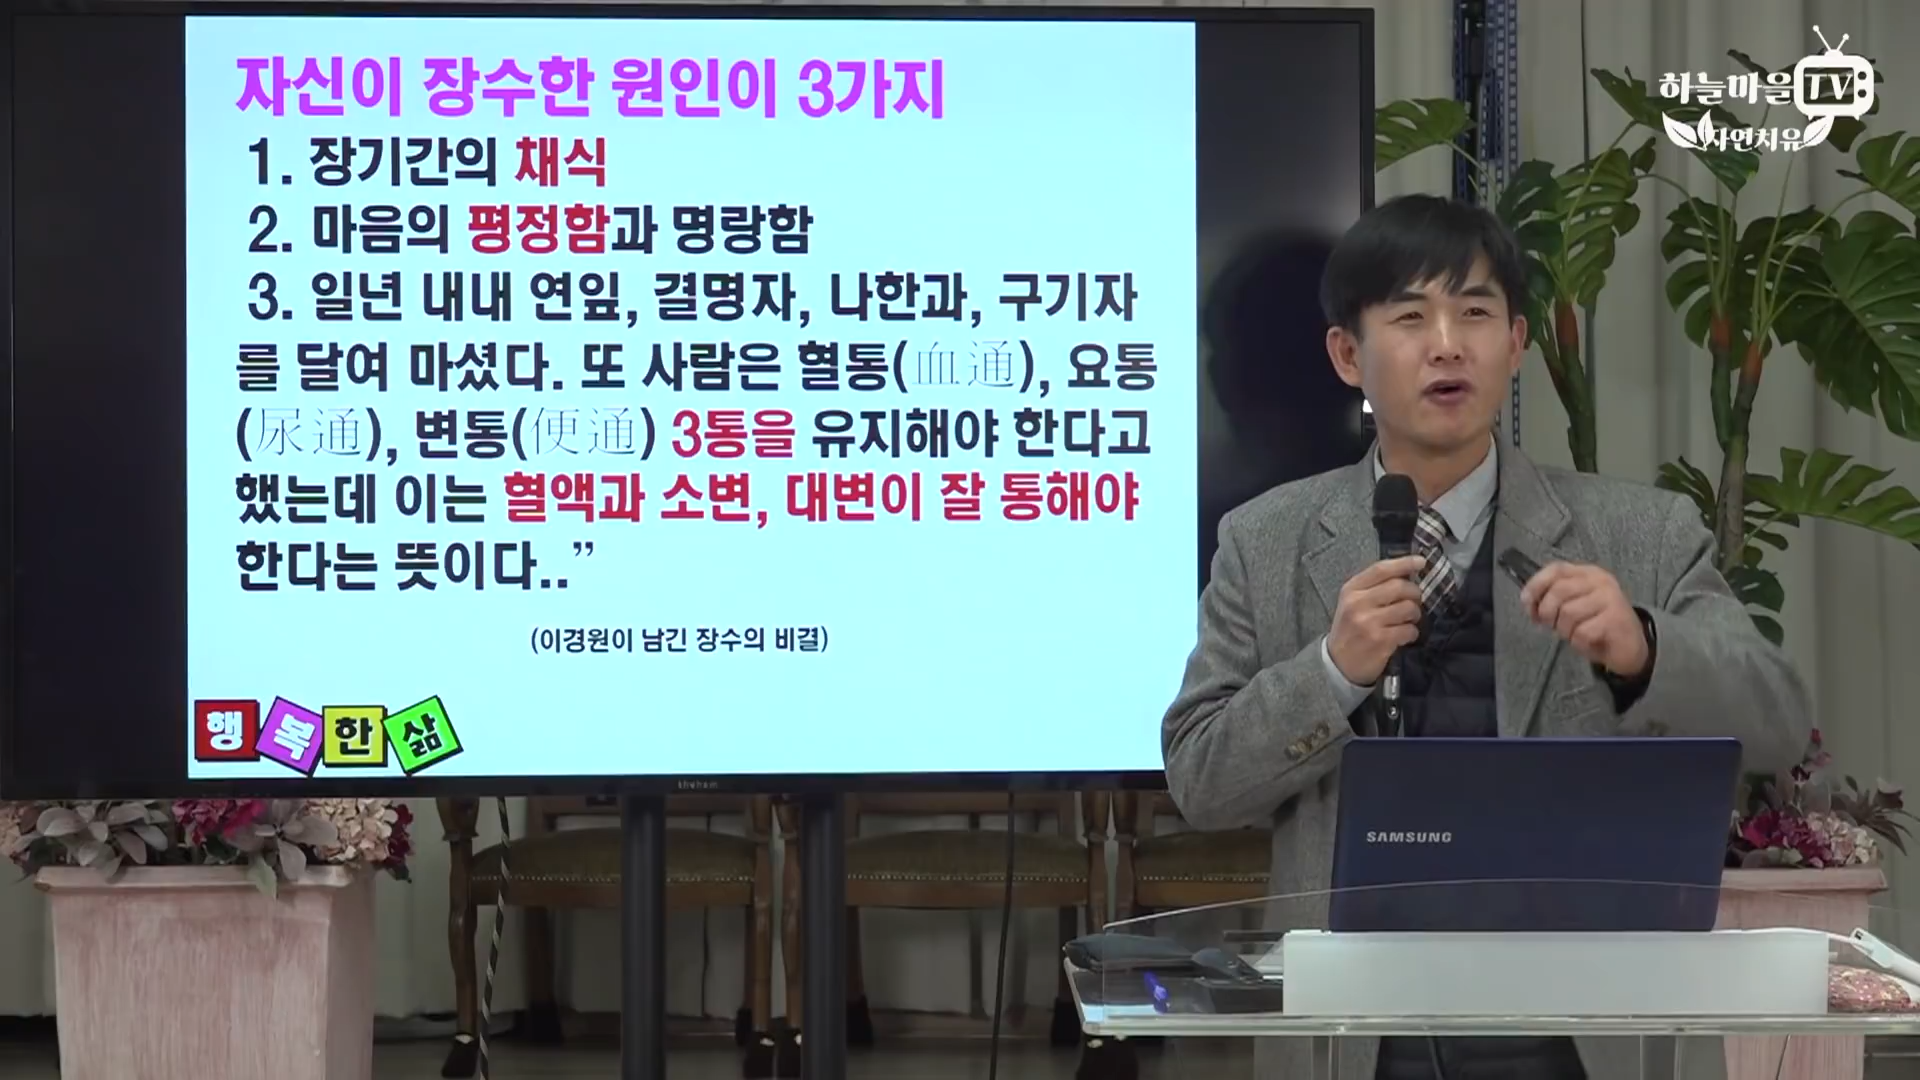 자신이 장수한 원인이 3가지
1. 장기간의 채식
2. 마음의 평정함과 명랑함
3. 일년 내내 연잎, 결명자, 나한과, 구기자
를 달여 마셨다. 또 사람은 혈통(血通), 요통
(尿通), 변통(便通) 3통을 유지해야 한다고
했는데 이는 혈액과 소변, 대변이 잘 통해야
한다는 뜻이다..”
(이경원이 남긴 장수의 비결)
행복한삶
하늘마을TV
자연치유
SAMSUNG